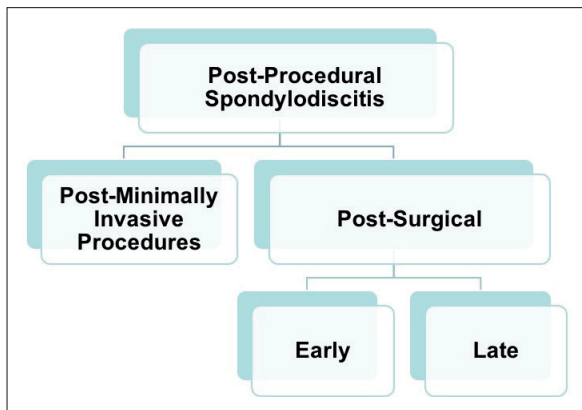 Post-Procedural
Spondylodiscitis
Post-Minimally
Invasive
Procedures
Post-Surgical
Early
Late